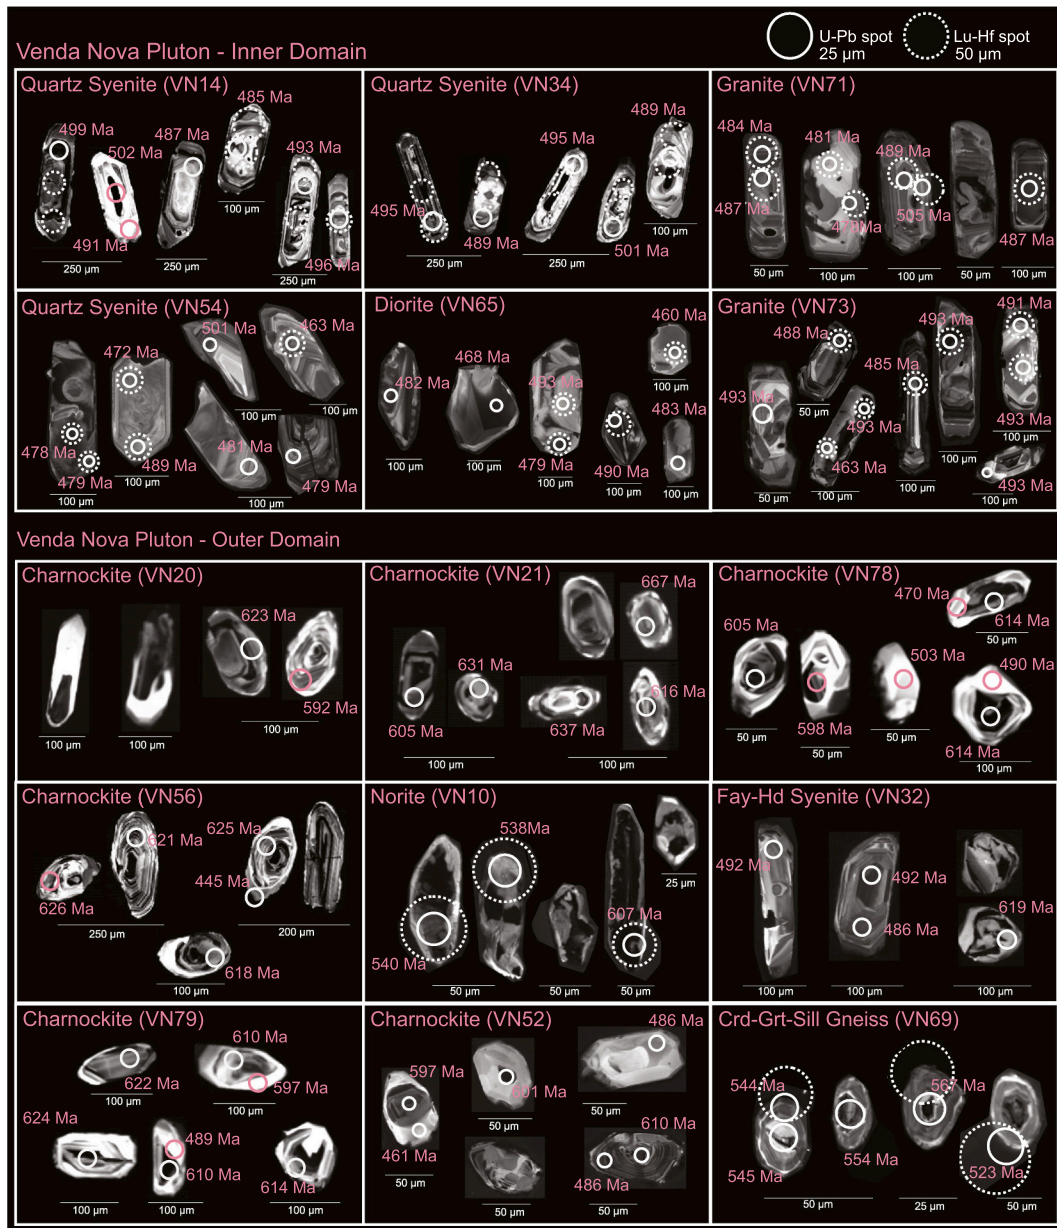 U-Pb spot
25 µm
Lu-Hf spot
50 µm
Venda Nova Pluton - Inner Domain
Quartz Syenite (VN14)
485 Ma
499 Ma
487 Ma
502 Ma
493 Ma
100 µm
491 Ma
496 Ma
250 µm
250 µm
250 µm
Quartz Syenite (VN34)
489 Ma
495 Ma
495 Ma
100 µm
489 Ma
501 Ma
250 µm
250 µm
Granite (VN71)
484 Ma
481 Ma
489 Ma
487 Ma
505 Ma
487 Ma
50 µm
100 µm
100 µm
50 µm
100 µm
Quartz Syenite (VN54)
501 Ma
463 Ma
472 Ma
100 µm
100 µm
478 Ma
489 Ma
481 Ma
479 Ma
479 Ma
100 µm
100 µm
100 µm
100 µm
Diorite (VN65)
460 Ma
468 Ma
482 Ma
493 Ma
100 µm
483 Ma
479 Ma
490 Ma
100 µm
100 µm
100 µm
100 µm
100 µm
Granite (VN73)
491 Ma
488 Ma
493 Ma
485 Ma
493 Ma
50 µm
493 Ma
493 Ma
100 µm
463 Ma
100 µm
493 Ma
50 µm
100 µm
100 µm
100 µm
Venda Nova Pluton - Outer Domain
Charnockite (VN20)
623 Ma
592 Ma
100 µm
100 µm
100 µm
Charnockite (VN21)
667 Ma
631 Ma
616 Ma
605 Ma
637 Ma
100 µm
100 µm
Charnockite (VN78)
470 Ma
605 Ma
614 Ma
50 µm
503 Ma
490 Ma
598 Ma
50 µm
50 µm
50 µm
614 Ma
100 µm
Charnockite (VN56)
621 Ma
625 Ma
445 Ma
626 Ma
250 µm
200 µm
618 Ma
100 µm
Norite (VN10)
538Ma
25 µm
607 Ma
540 Ma
50 µm
50 µm
50 µm
Fay-Hd Syenite (VN32)
492 Ma
492 Ma
619 Ma
486 Ma
100 µm
100 µm
100 µm
Charnockite (VN79)
610 Ma
622 Ma
597 Ma
100 µm
100 µm
624 Ma
489 Ma
610 Ma
614 Ma
100 µm
100 µm
100 µm
Charnockite (VN52)
486 Ma
597 Ma
50 µm
50 µm
610 Ma
461 Ma
486 Ma
50 µm
50 µm
50 µm
Crd-Grt-Sill Gneiss (VN69)
544 Ma
567 Ma
545 Ma
554 Ma
523 Ma
50 µm
25 µm
50 µm